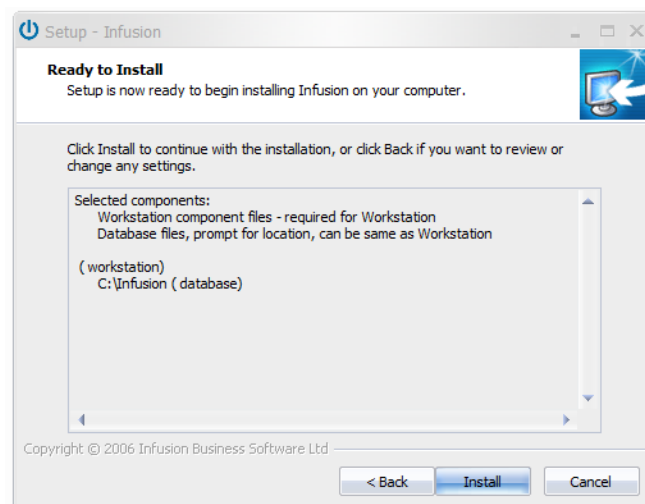 Setup - Infusion
Ready to Install
Setup is now ready to begin installing Infusion on your computer.
Click Install to continue with the installation, or click Back if you want to review or
change any settings.
Selected components:
Workstation component files - required for Workstation
Database files, prompt for location, can be same as Workstation
( workstation)
C:\Infusion ( database)
Copyright © 2006 Infusion Business Software Ltd
< Back
Install
Cancel